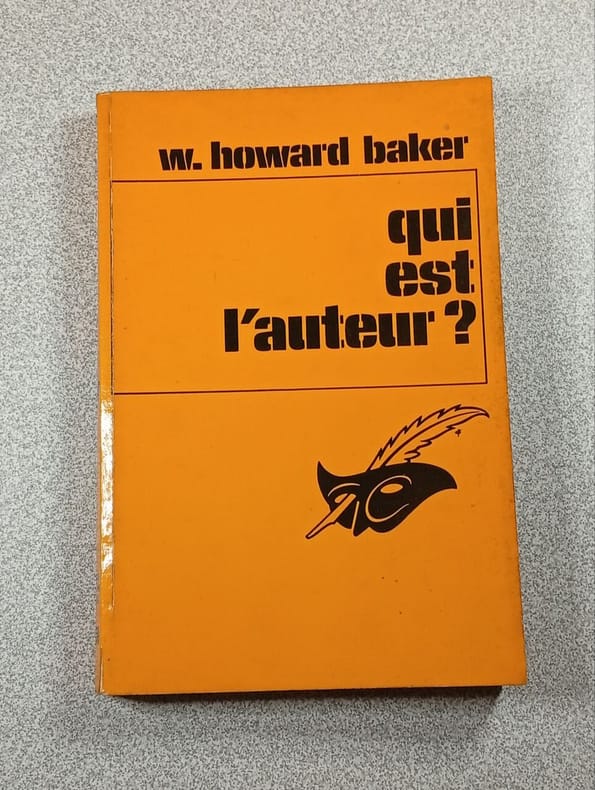 w. howard baker
qui
est
l'auteur ?